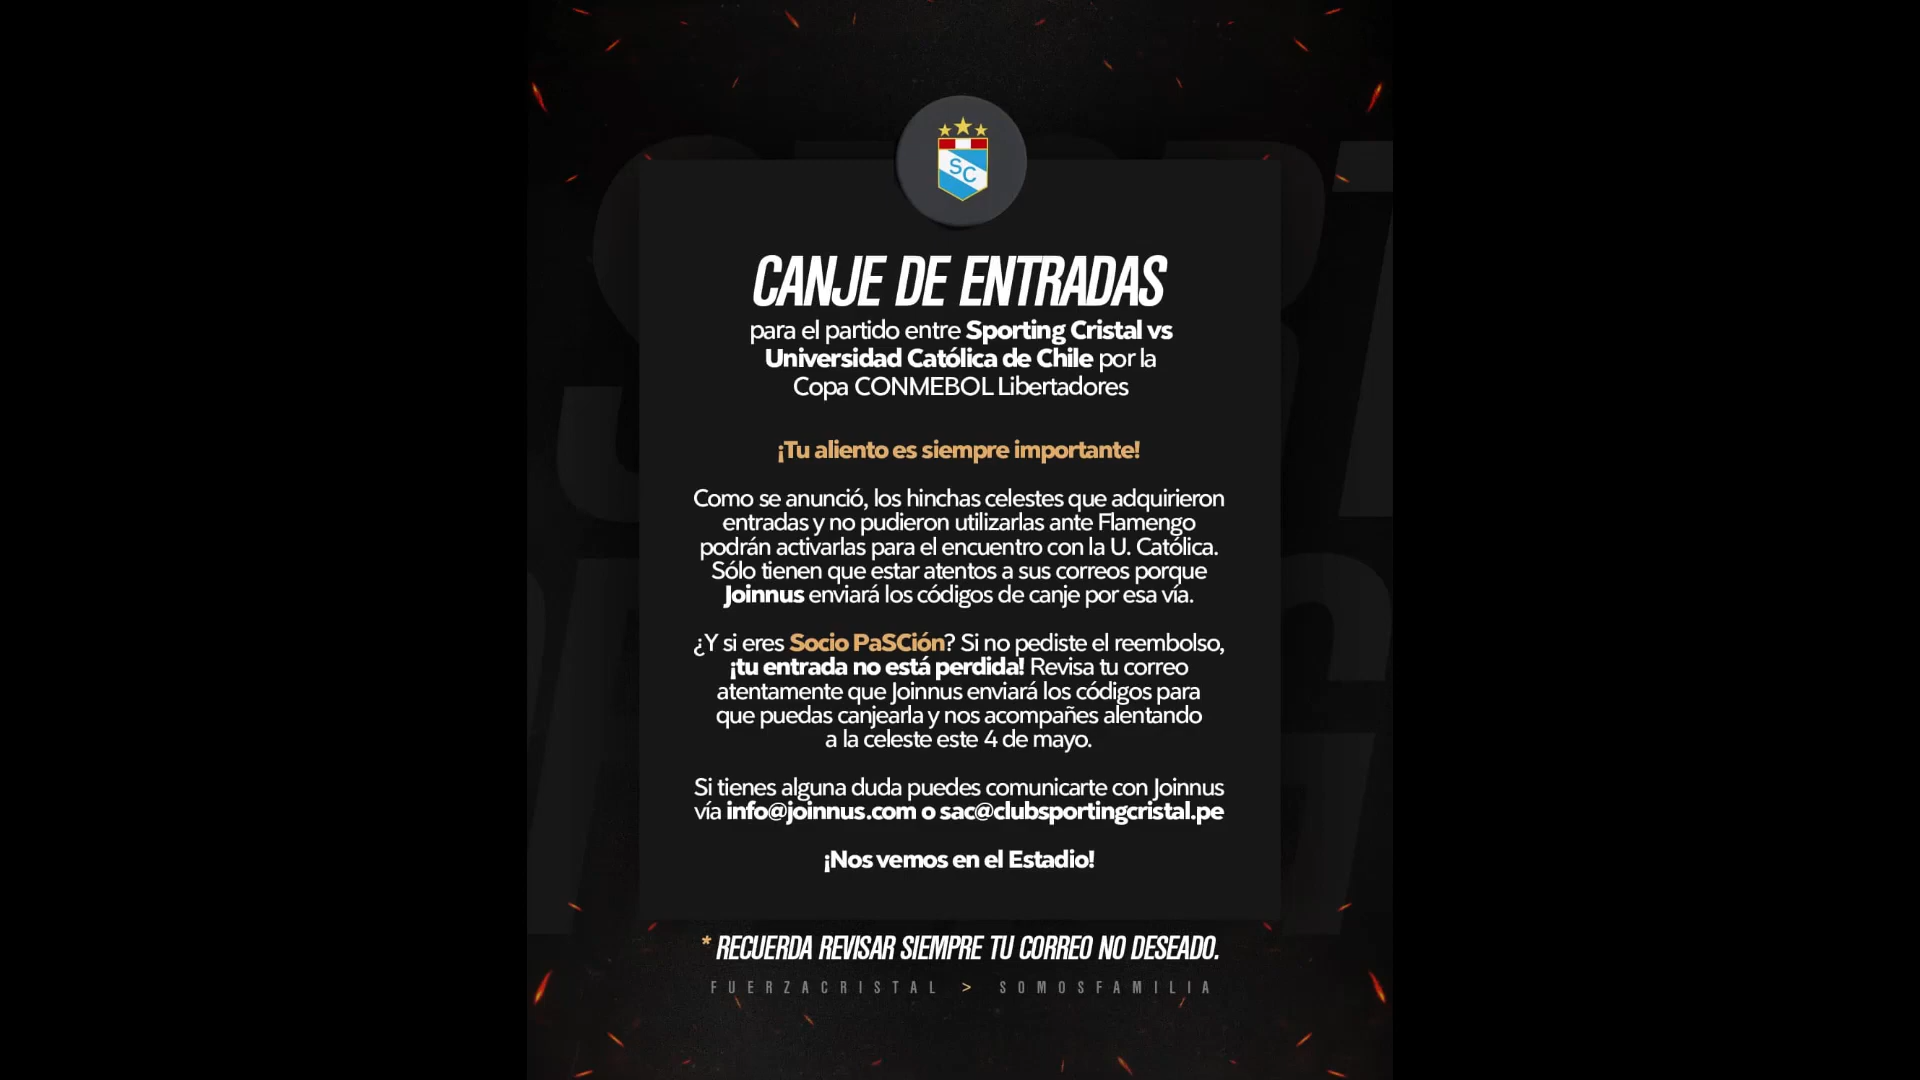 SC
CANJE DE ENTRADAS
para el partido entre Sporting Cristal vs
Universidad Católica de Chile por la
Copa CONMEBOL Libertadores
¡Tu aliento es siempre importante!
Como se anunció, los hinchas celestes que adquirieron
entradas y no pudieron utilizarlas ante Flamengo
podrán activarlas para el encuentro con la U. Católica.
Sólo tienen que estar atentos a sus correos porque
Joinnus enviará los códigos de canje por esa vía.
¿Y si eres Socio PaSCión? Si no pediste el reembolso,
¡tu entrada no está perdida! Revisa tu correo
atentamente que Joinnus enviará los códigos para
que puedas canjearla y nos acompañes alentando
a la celeste este 4 de mayo.
Si tienes alguna duda puedes comunicarte con Joinnus
vía info@joinnus.com o sac@clubsportingcristal.pe
¡Nos vemos en el Estadio!
* RECUERDA REVISAR SIEMPRE TU CORREO NO DESEADO.
FUERZACRISTAL > SOMOSFAMILIA